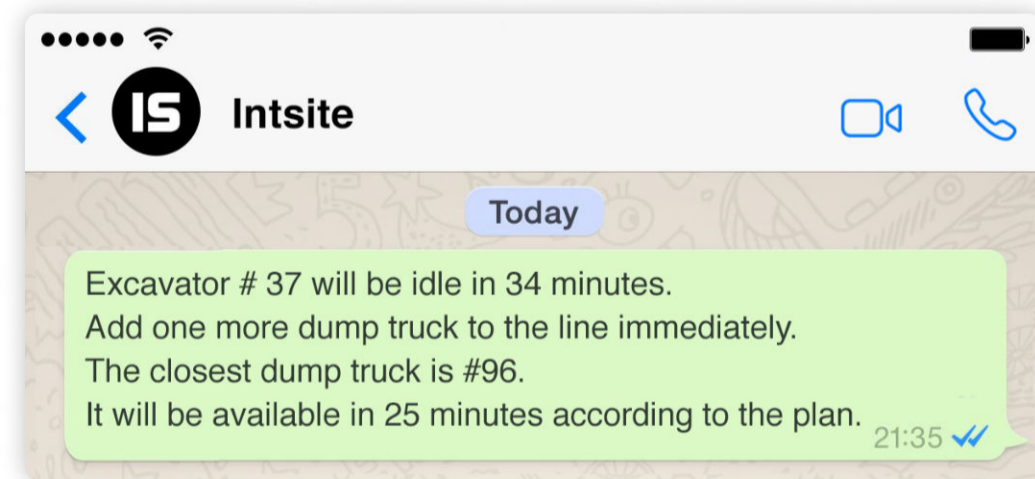 IS
Intsite
Today
Excavator # 37 will be idle in 34 minutes.
Add one more dump truck to the line immediately.
The closest dump truck is #96.
It will be available in 25 minutes according to the plan.
21:35